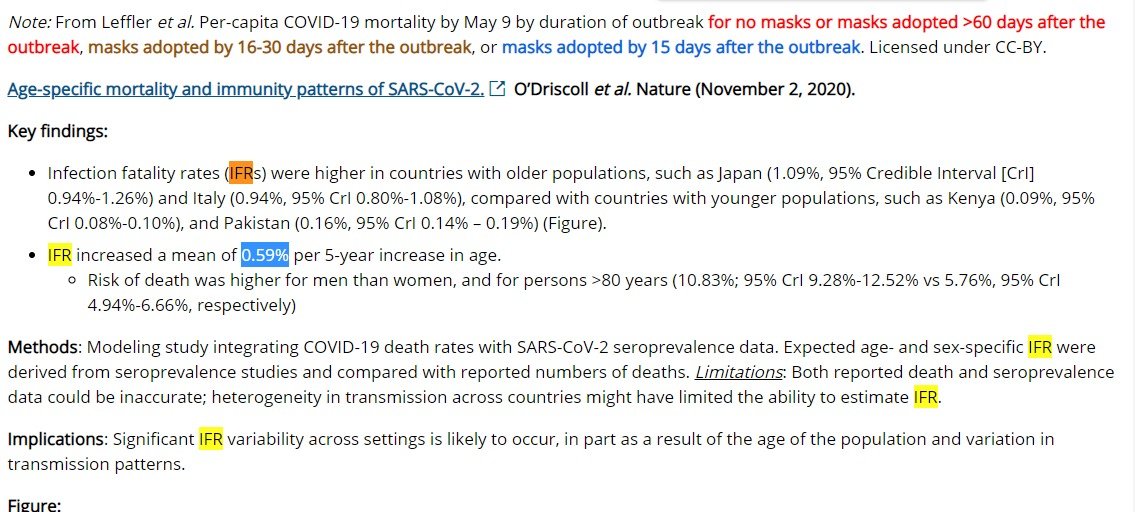 Note: From Leffler et al. Per-capita COVID-19 mortality by May 9 by duration of outbreak for no masks or masks adopted >60 days after the
outbreak, masks adopted by 16-30 days after the outbreak, or masks adopted by 15 days after the outbreak. Licensed under CC-BY.
Age-specific mortality and immunity patterns of SARS-CoV-2. O’Driscoll et al. Nature (November 2, 2020).
Key findings:
• Infection fatality rates (IFRs) were higher in countries with older populations, such as Japan (1.09%, 95% Credible Interval [CrI]
0.94%-1.26%) and Italy (0.94%, 95% CrI 0.80%-1.08%), compared with countries with younger populations, such as Kenya (0.09%, 95%
CrI 0.08%-0.10%), and Pakistan (0.16%, 95% CrI 0.14% – 0.19%) (Figure).
• IFR increased a mean of 0.59% per 5-year increase in age.
○ Risk of death was higher for men than women, and for persons >80 years (10.83%; 95% CrI 9.28%-12.52% vs 5.76%, 95% CrI
4.94%-6.66%, respectively)
Methods: Modeling study integrating COVID-19 death rates with SARS-CoV-2 seroprevalence data. Expected age- and sex-specific IFR were
derived from seroprevalence studies and compared with reported numbers of deaths. Limitations: Both reported death and seroprevalence
data could be inaccurate; heterogeneity in transmission across countries might have limited the ability to estimate IFR.
Implications: Significant IFR variability across settings is likely to occur, in part as a result of the age of the population and variation in
transmission patterns.
Figure: